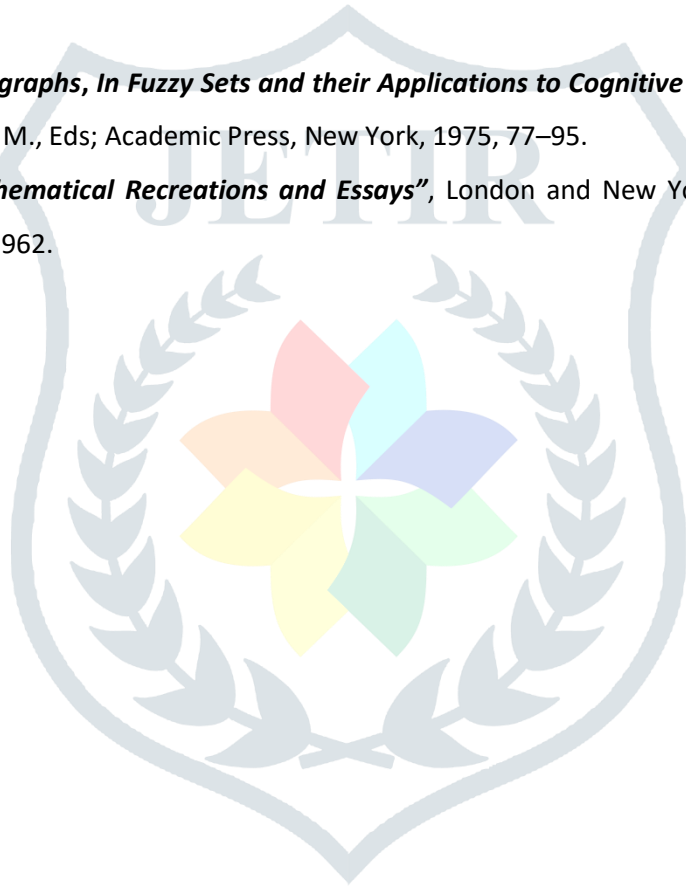 graphs, In Fuzzy Sets and their Applications to Cognitive
M., Eds; Academic Press, New York, 1975, 77–95.
hematical Recreations and Essays”, London and New Yo
962.
JETIR